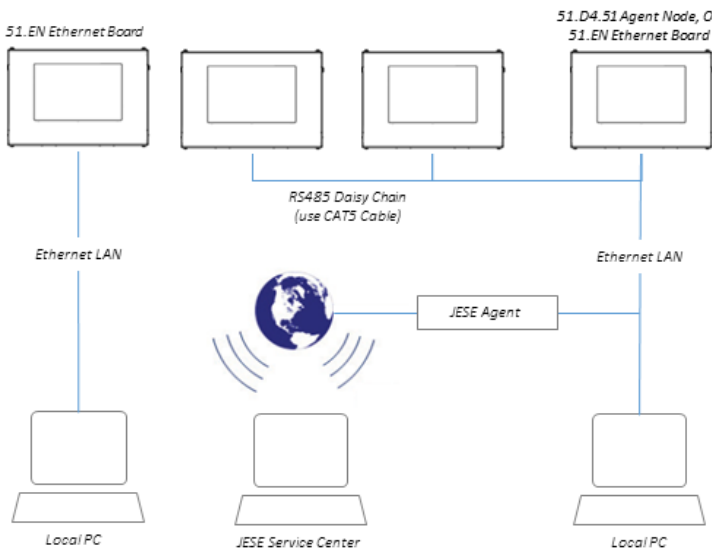 51.EN Ethernet Board
51.D4.51 Agent Node, O
51.EN Ethernet Board
RS485 Daisy Chain
(use CAT5 Cable)
Ethernet LAN
Ethernet LAN
JESE Agent
Local PC
JESE Service Center
Local PC